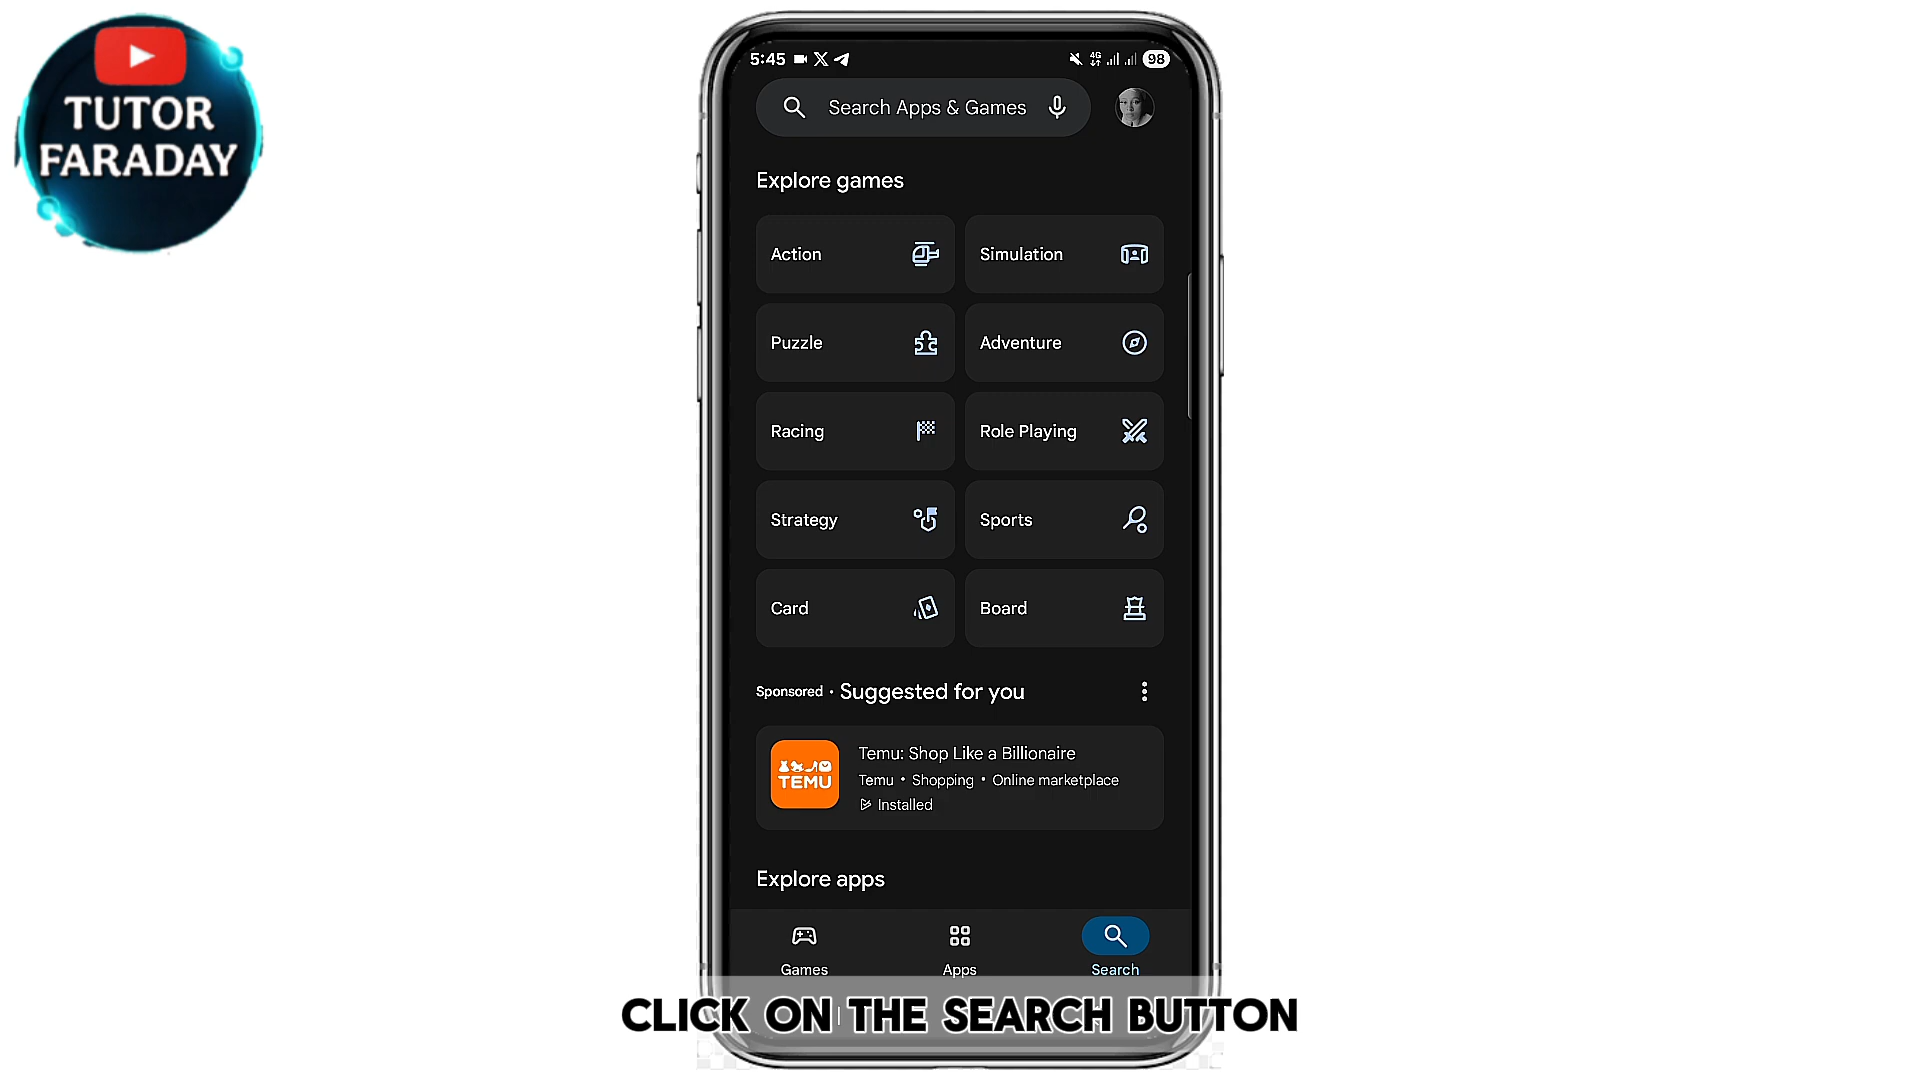 TUTOR
FARADAY
5:45
4G
98
Search Apps & Games
Explore games
Action
Simulation
Puzzle
Adventure
Racing
Role Playing
Strategy
Sports
Card
Board
Sponsored • Suggested for you
TEMU
Temu: Shop Like a Billionaire
Temu • Shopping • Online marketplace
Installed
Explore apps
Games
Apps
Search
CLICK ON THE SEARCH BUTTON